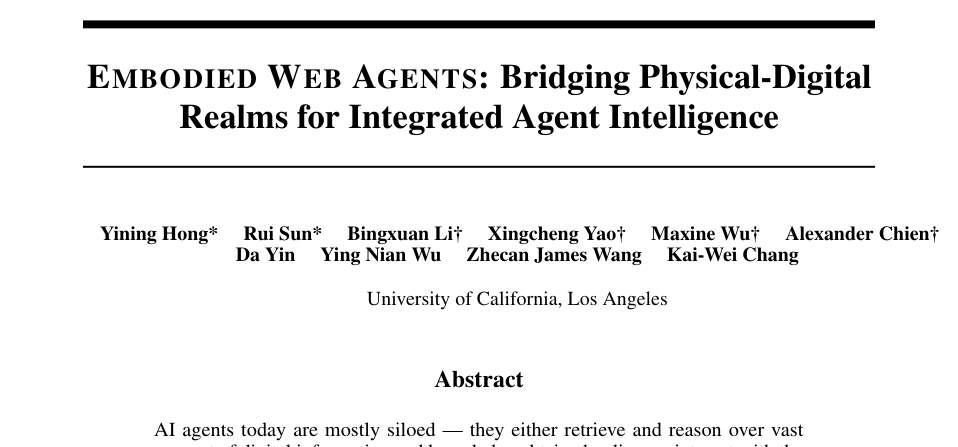 EMBODIED WEB AGENTS: Bridging Physical-Digital
Realms for Integrated Agent Intelligence
Yining Hong* Rui Sun* Bingxuan Li† Xingcheng Yao† Maxine Wu† Alexander Chien†
Da Yin Ying Nian Wu Zhecan James Wang Kai-Wei Chang
University of California, Los Angeles
Abstract
AI agents today are mostly siloed — they either retrieve and reason over vast